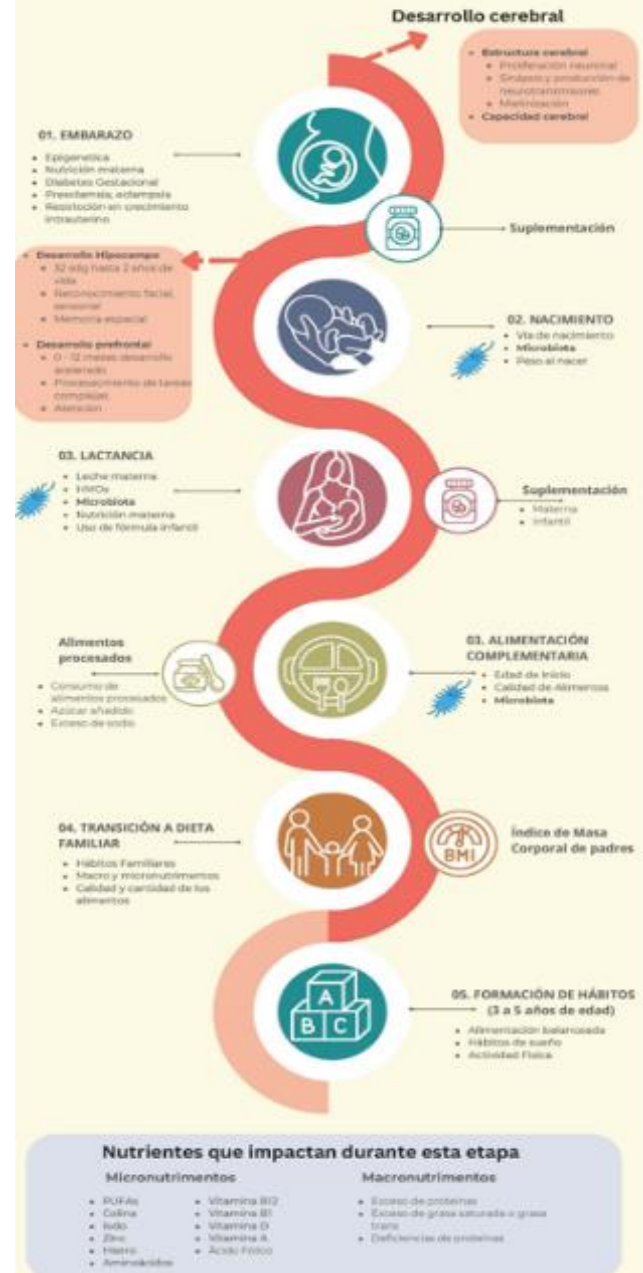 Desarrollo cerebral
• Estructura cerebral
• Proliferación neuronal
• Sinapsis y producción de
neurotransmisores
• Mielinización
• Capacidad cerebral
01. EMBARAZO
• Epigenetica
• Nutrición materna
• Diabetes Gestacional
• Preeclamsia, eclampsia
• Restricción en crecimiento
intrauterino
Suplementación
• Desarrollo Hipocampo
• 32 sdg hasta 2 años de
vida
• Reconocimiento facial,
sensorial
• Memoria espacial
• Desarrollo prefrontal
• 0 - 12 meses desarrollo
acelerado
• Procesamiento de tareas
complejas
• Atención
02. NACIMIENTO
• Vía de nacimiento
• Microbiota
• Peso al nacer
03. LACTANCIA
• Leche materna
• HMOs
• Microbiota
• Nutrición materna
• Uso de fórmula infantil
Suplementación
• Materna
• Infantil
Alimentos
procesados
• Consumo de
alimentos procesados
• Azúcar añadido
• Exceso de sodio
03. ALIMENTACIÓN
COMPLEMENTARIA
• Edad de Inicio
• Calidad de Alimentos
• Microbiota
04. TRANSICIÓN A DIETA
FAMILIAR
• Hábitos Familiares
• Macro y micronutrimentos
• Calidad y cantidad de los
alimentos
BMI
Índice de Masa
Corporal de padres
A
B C
05. FORMACIÓN DE HÁBITOS
(3 a 5 años de edad)
• Alimentación balanceada
• Hábitos de sueño
• Actividad Física
Nutrientes que impactan durante esta etapa
Micronutrimentos
• PUFAs
• Colina
• Iodo
• Zinc
• Hierro
• Aminoácidos
• Vitamina B12
• Vitamina B1
• Vitamina D
• Vitamina A
• Ácido Fólico
Macronutrimentos
• Exceso de proteínas
• Exceso de grasa saturada o grasa
trans
• Deficiencias de proteínas